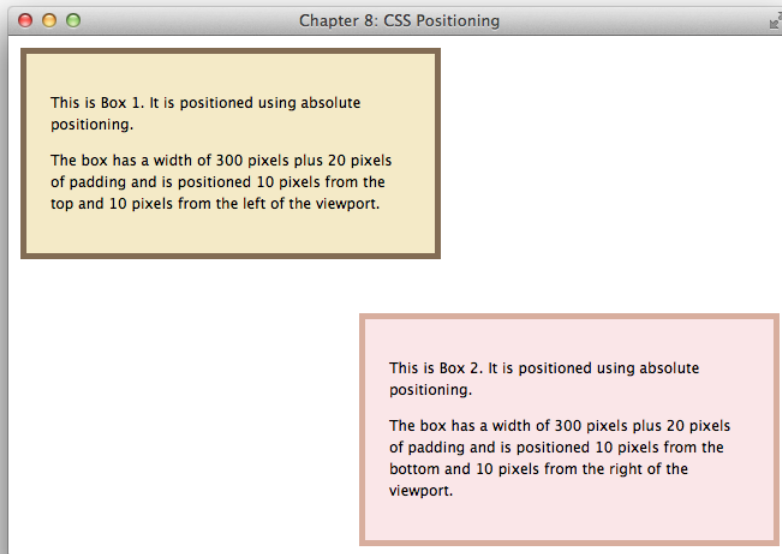 Chapter 8: CSS Positioning
This is Box 1. It is positioned using absolute
positioning.
The box has a width of 300 pixels plus 20 pixels
of padding and is positioned 10 pixels from the
top and 10 pixels from the left of the viewport.
This is Box 2. It is positioned using absolute
positioning.
The box has a width of 300 pixels plus 20 pixels
of padding and is positioned 10 pixels from the
bottom and 10 pixels from the right of the
viewport.